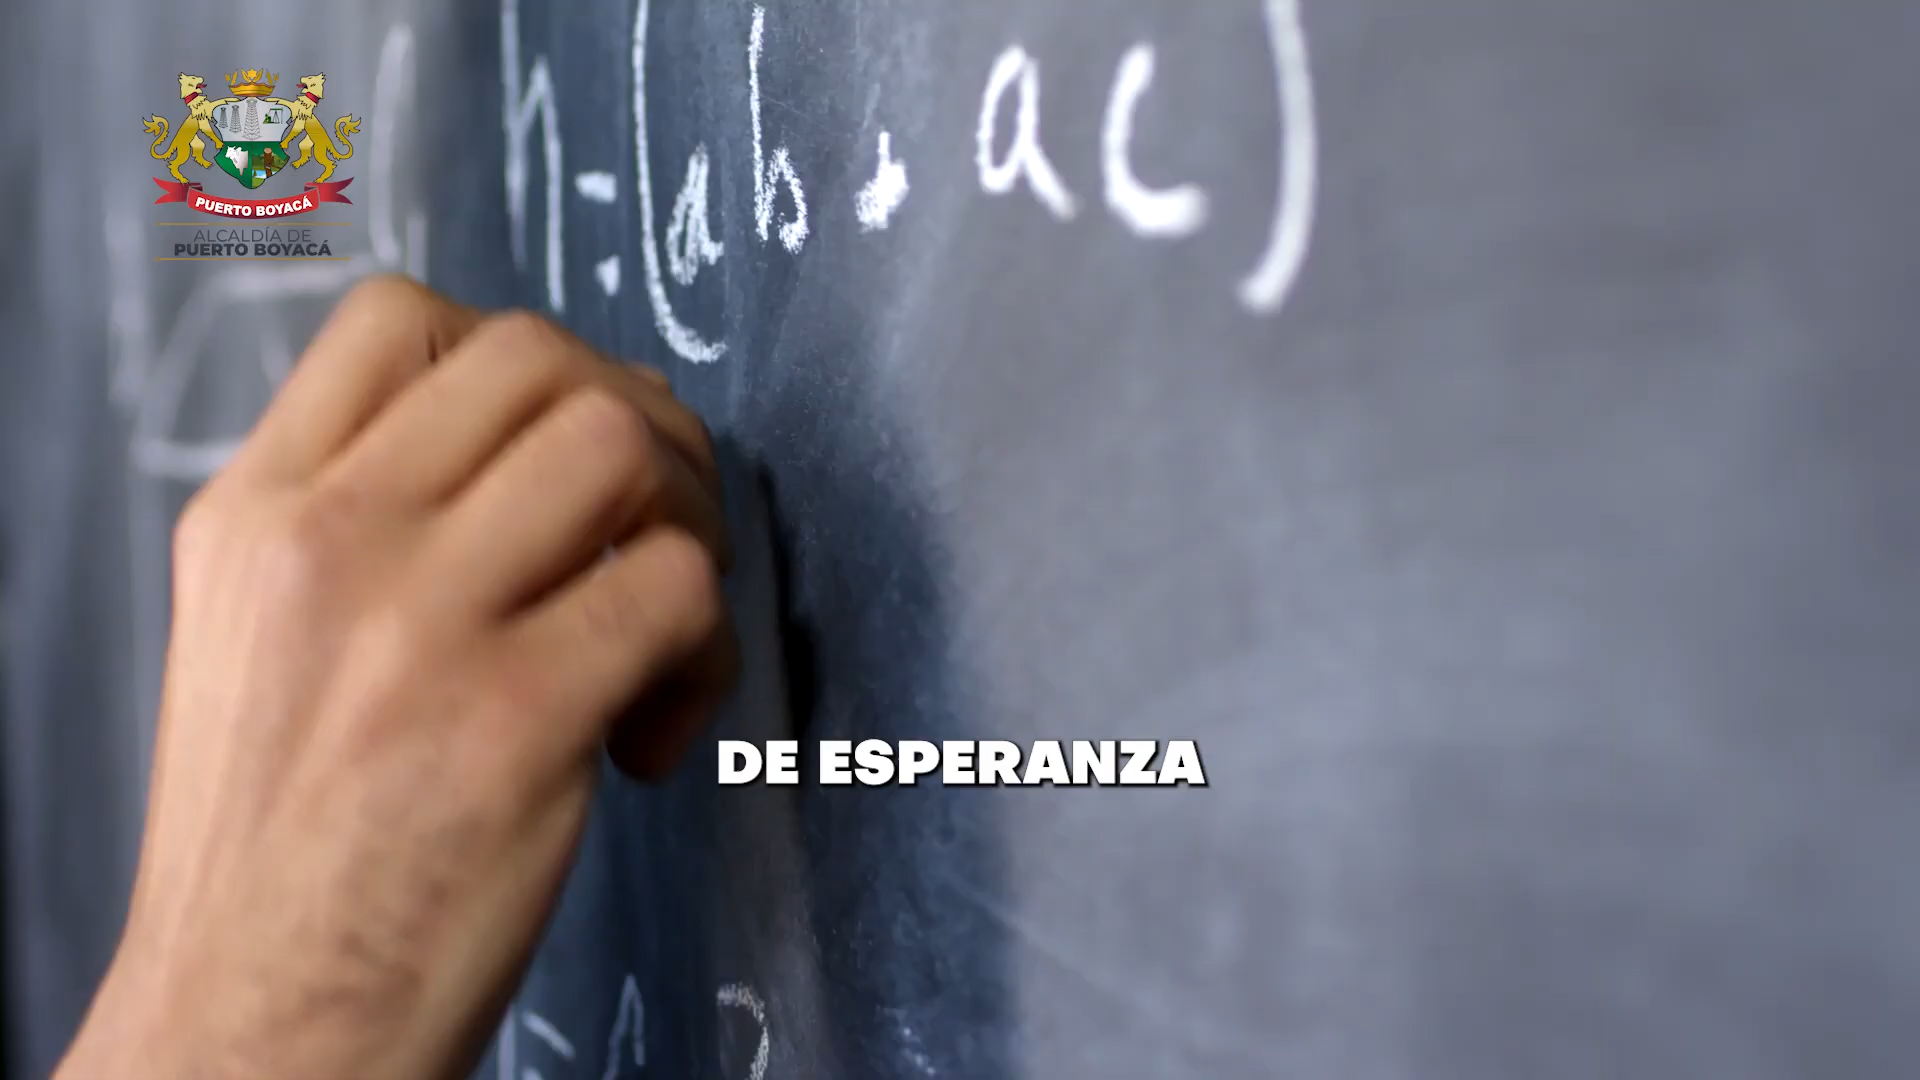 PUERTO BOYACÁ
ALCALDÍA DE
PUERTO BOYACÁ
h:(ab, ac)
DE ESPERANZA